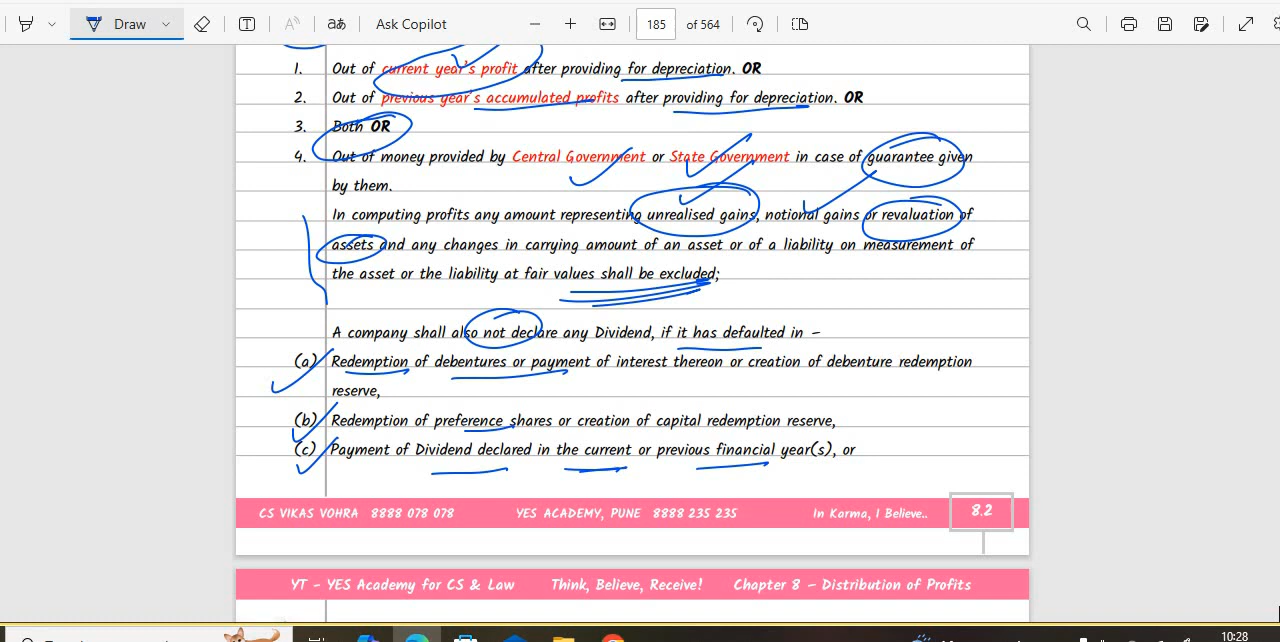 Draw
aあ
Ask Copilot
185 of 564
1. Out of current year's profit after providing for depreciation. OR
2. Out of previous year's accumulated profits after providing for depreciation. OR
3. Both OR
4. Out of money provided by Central Government or State Government in case of guarantee given
by them.
In computing profits any amount representing unrealised gains, notional gains or revaluation of
assets and any changes in carrying amount of an asset or of a liability on measurement of
the asset or the liability at fair values shall be excluded;
A company shall also not declare any Dividend, if it has defaulted in –
(a) Redemption of debentures or payment of interest thereon or creation of debenture redemption
reserve,
(b) Redemption of preference shares or creation of capital redemption reserve,
(c) Payment of Dividend declared in the current or previous financial year(s), or
CS VIKAS VOHRA 8888 078 078 YES ACADEMY, PUNE 8888 235 235 In Karma, I Believe.. 8.2
YT - YES Academy for CS & Law Think, Believe, Receive! Chapter 8 – Distribution of Profits
10:28